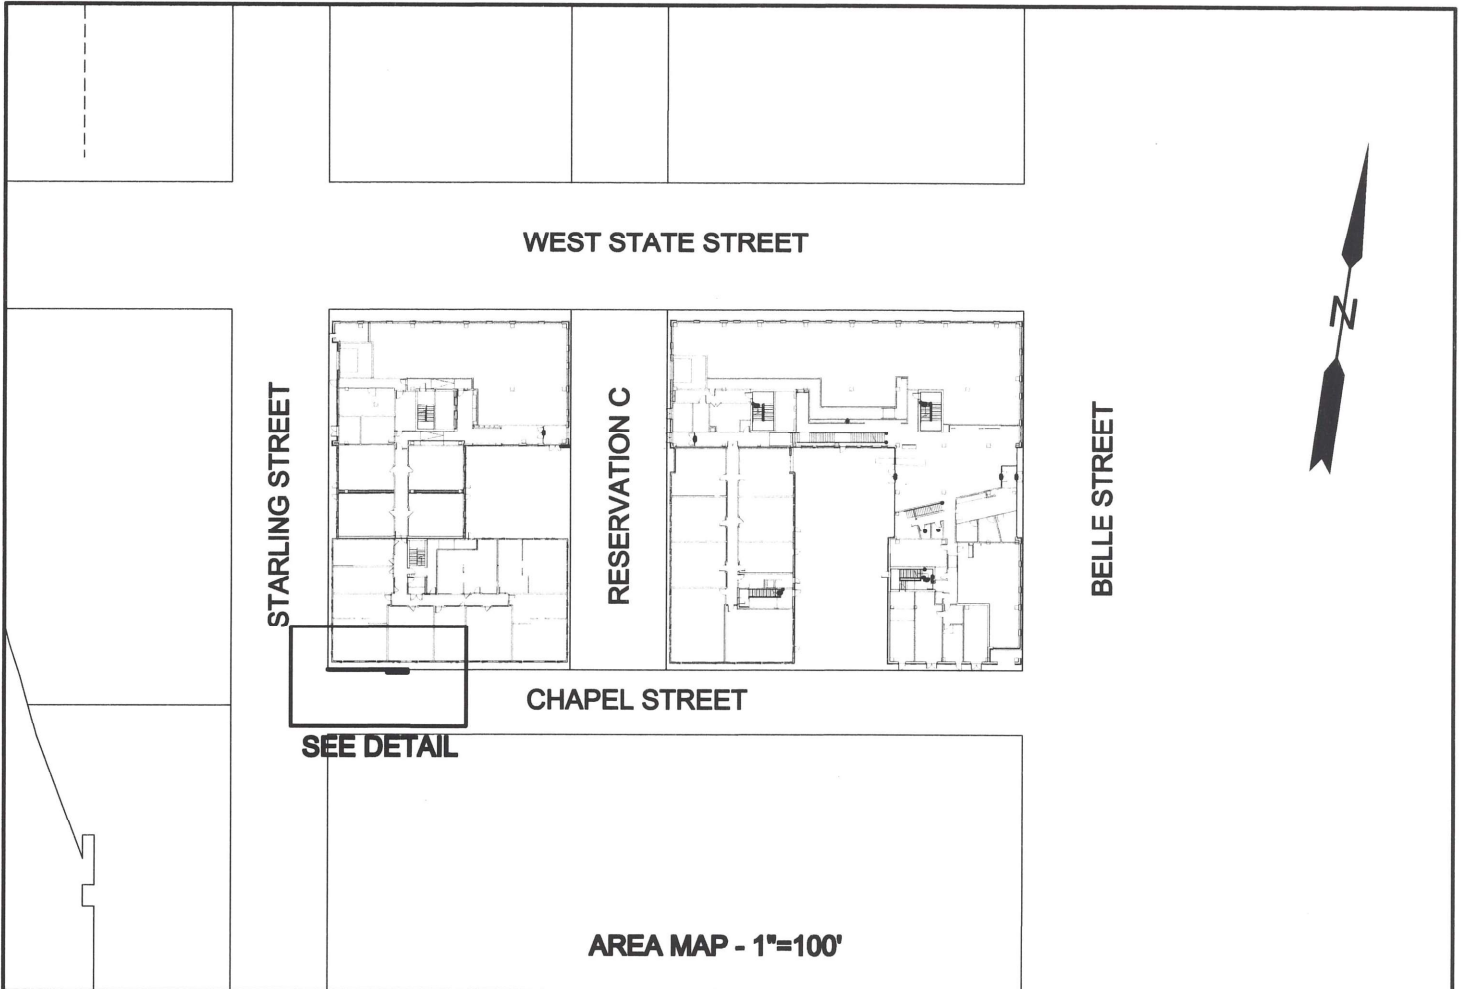 WEST STATE STREET
N
STARLING STREET
RESERVATION C
BELLE STREET
CHAPEL STREET
SEE DETAIL
AREA MAP - 1"=100'